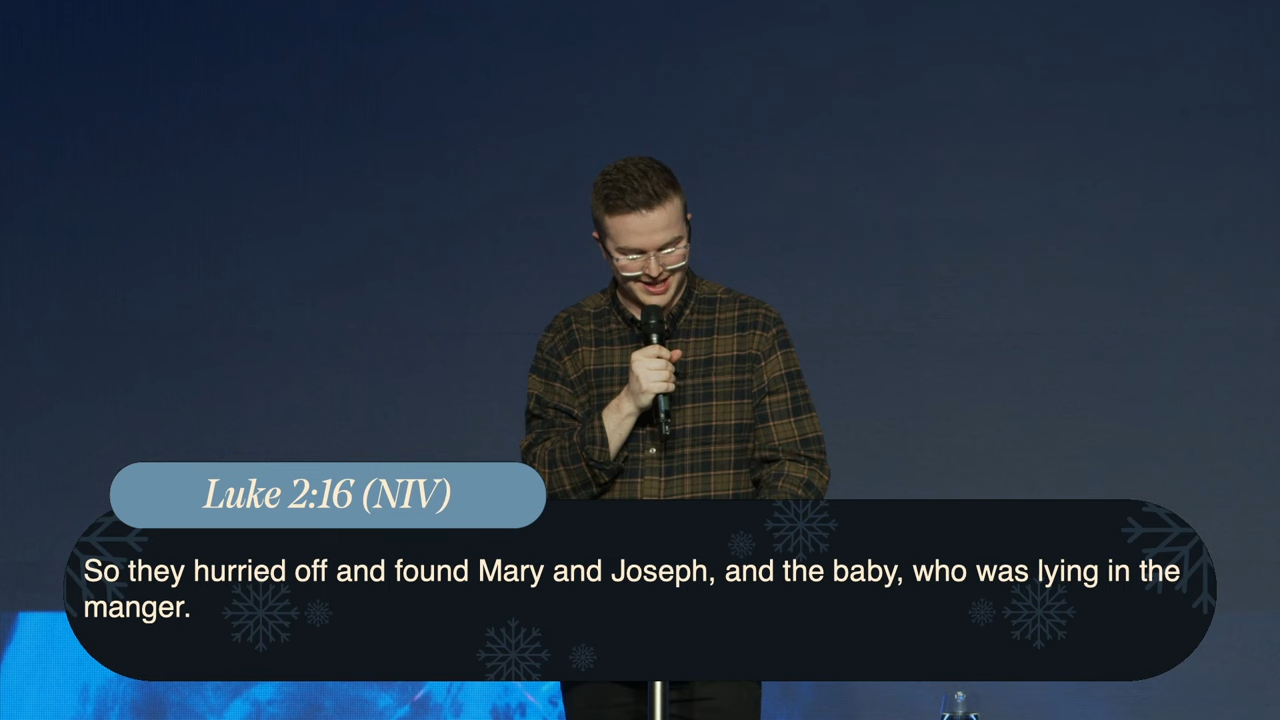 Luke 2:16 (NIV)
So they hurried off and found Mary and Joseph, and the baby, who was lying in the
manger.